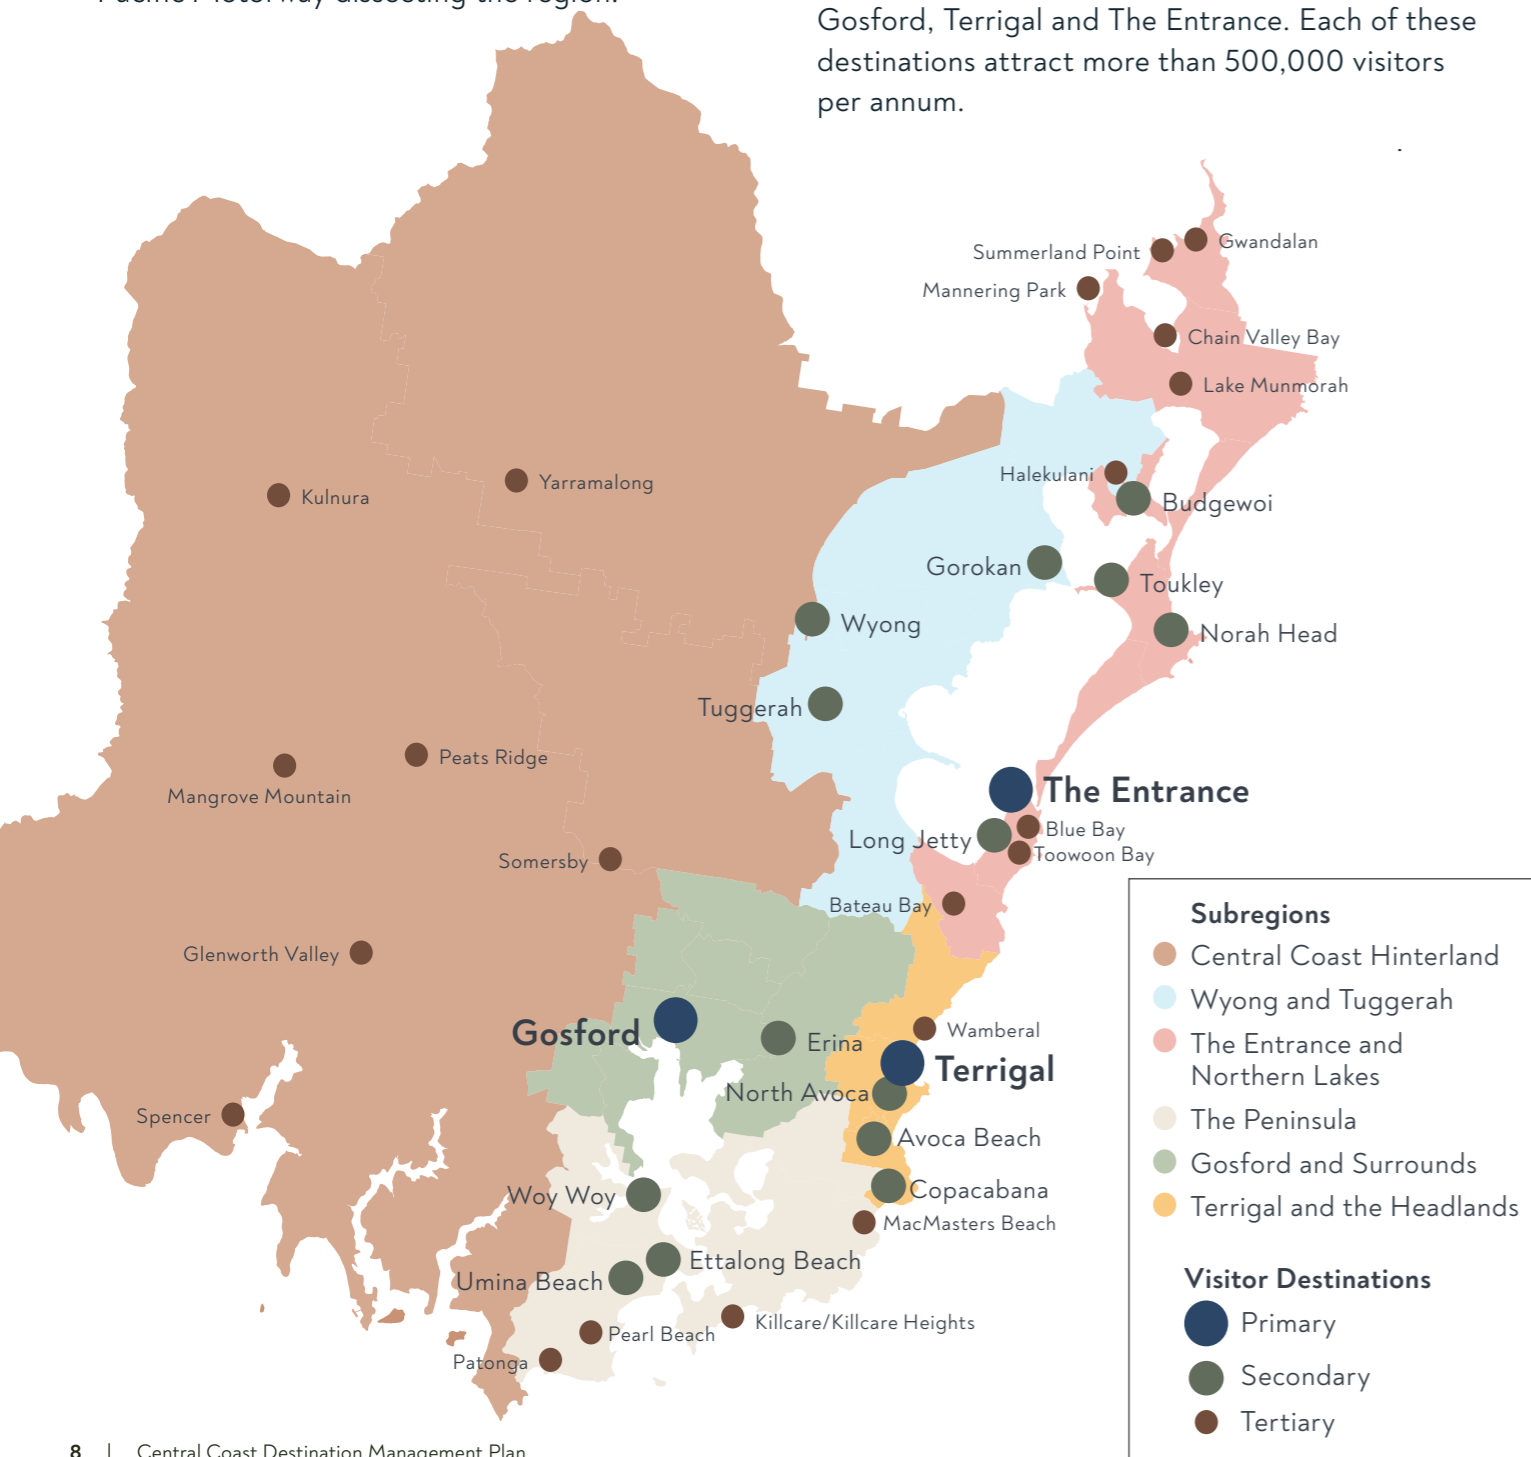 Pacific Motorway dissecting the region.
Gosford, Terrigal and The Entrance. Each of these
destinations attract more than 500,000 visitors
per annum.
Gwandalan
Summerland Point
Mannering Park
Chain Valley Bay
Lake Munmorah
Halekulani
Yarramalong
Kulnura
Budgewoi
Gorokan
Toukley
Wyong
Norah Head
Tuggerah
Peats Ridge
Mangrove Mountain
The Entrance
Blue Bay
Long Jetty
Toowoon Bay
Somersby
Bateau Bay
Glenworth Valley
Wamberal
Gosford
Erina
Terrigal
North Avoca
Spencer
Avoca Beach
Copacabana
Woy Woy
MacMasters Beach
Ettalong Beach
Umina Beach
Killcare/Killcare Heights
Pearl Beach
Patonga
Subregions
Central Coast Hinterland
Wyong and Tuggerah
The Entrance and
Northern Lakes
The Peninsula
Gosford and Surrounds
Terrigal and the Headlands
Visitor Destinations
Primary
Secondary
Tertiary
8 | Central Coast Destination Management Plan